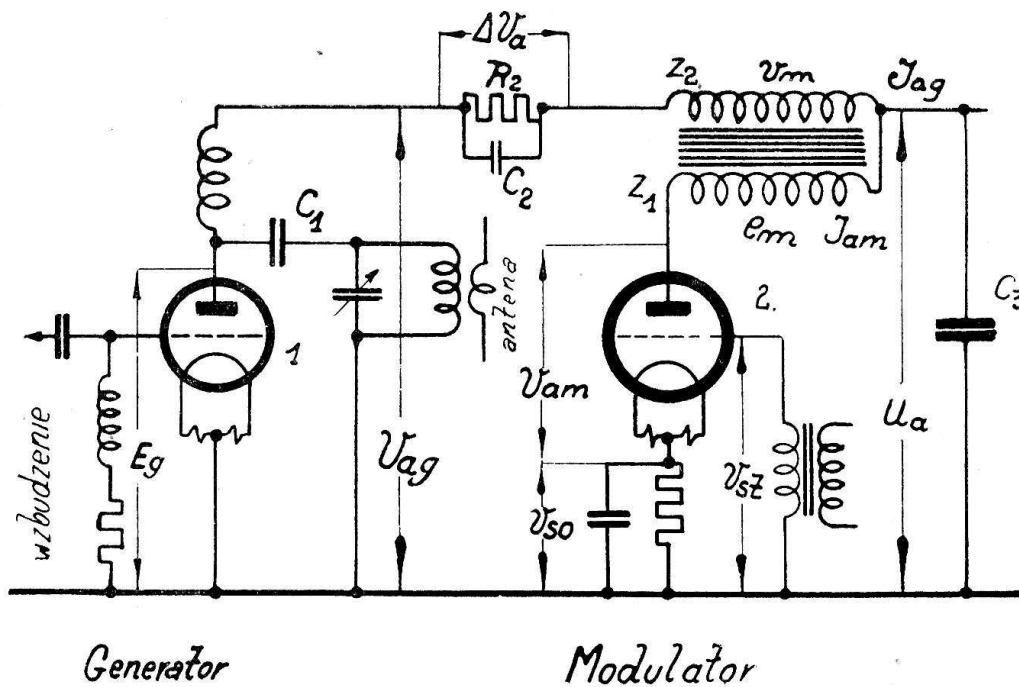 ΔVa
R2
C2
Z2
Vm
Jag
Z1
em Jam
C1
antena
1
2.
C3
Eg
Vag
Vam
Vso
Vsż
Ua
wzbudzenie
Generator
Modulator